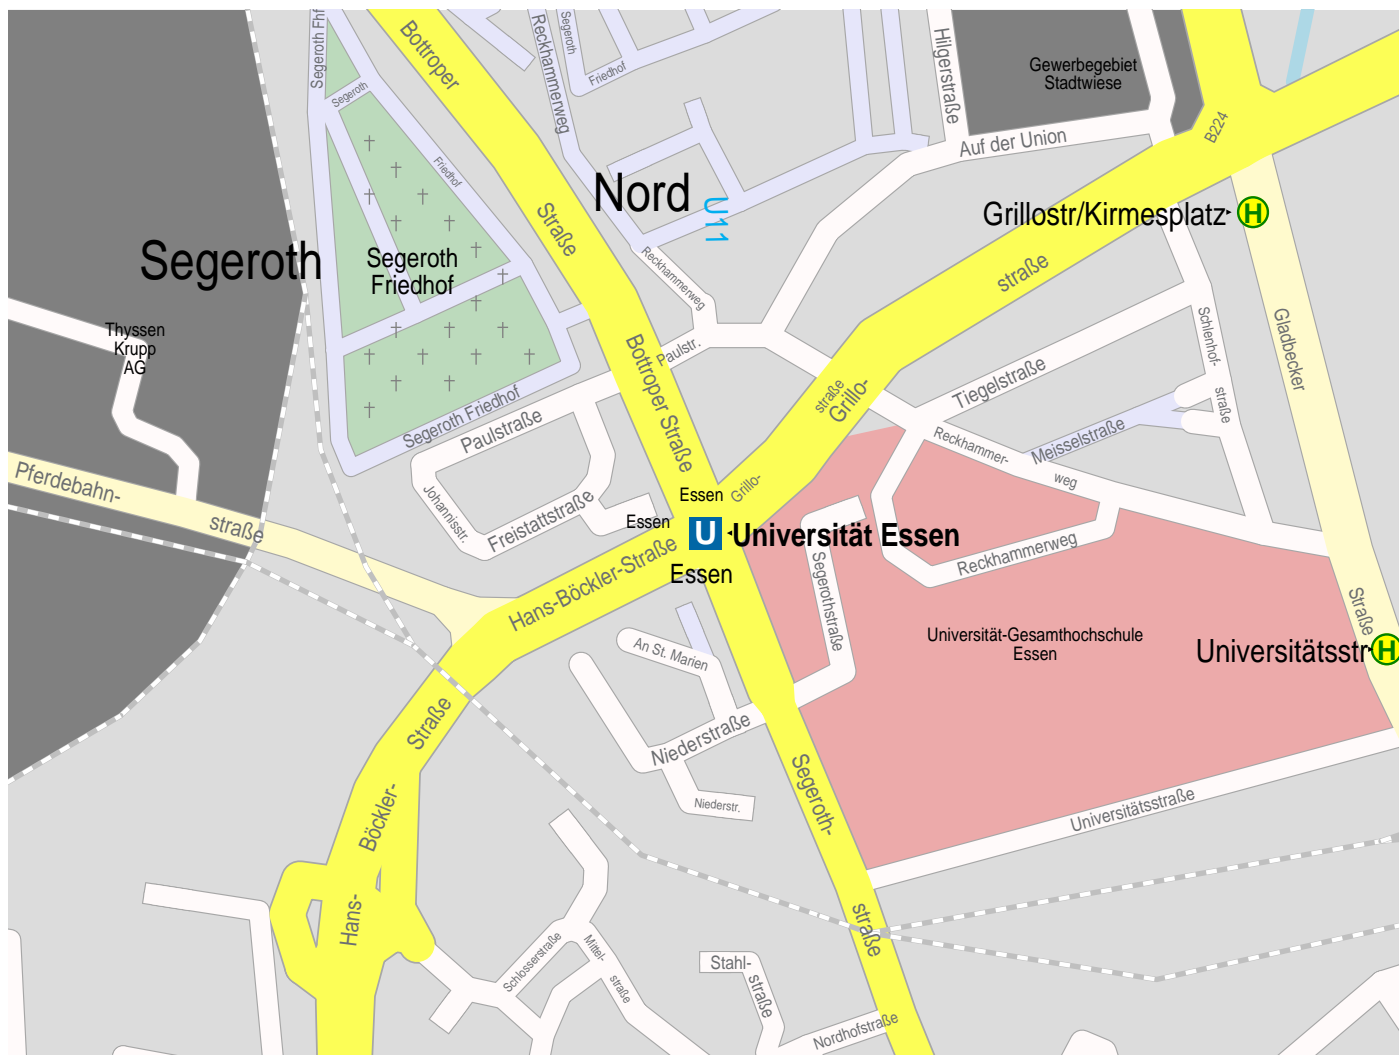 Bottroper
Straße
Segeroth Fhf
Segeroth
Friedhof
Reckhammerweg
Segeroth
Friedhof
Hilgerstraße
Gewerbegebiet
Stadtwiese
B224
Auf der Union
Nord
U11
Grillostr/Kirmesplatz
H
Segeroth
Segeroth
Friedhof
Reckhammerweg
straße
Thyssen
Krupp
AG
Paulstr.
Bottroper Straße
Schlenhof-
straße
Gladbecker
Straße
Tiegelstraße
straße
Grillo-
Segeroth Friedhof
Paulstraße
Reckhammer-
weg
Meisselstraße
Pferdebahn-
straße
Johannisstr.
Freistattstraße
Grillo-
Essen
Essen
U
Universität Essen
Essen
Hans-Böckler-Straße
Segerothstraße
Reckhammerweg
Universität-Gesamthochschule
Essen
Universitätsstr
H
An St. Marien
Niederstraße
Niederstr.
Straße
Böckler-
Hans-
Segeroth-
straße
Universitätsstraße
Schlosserstraße
Mittel-
straße
Stahl-
straße
Nordhofstraße